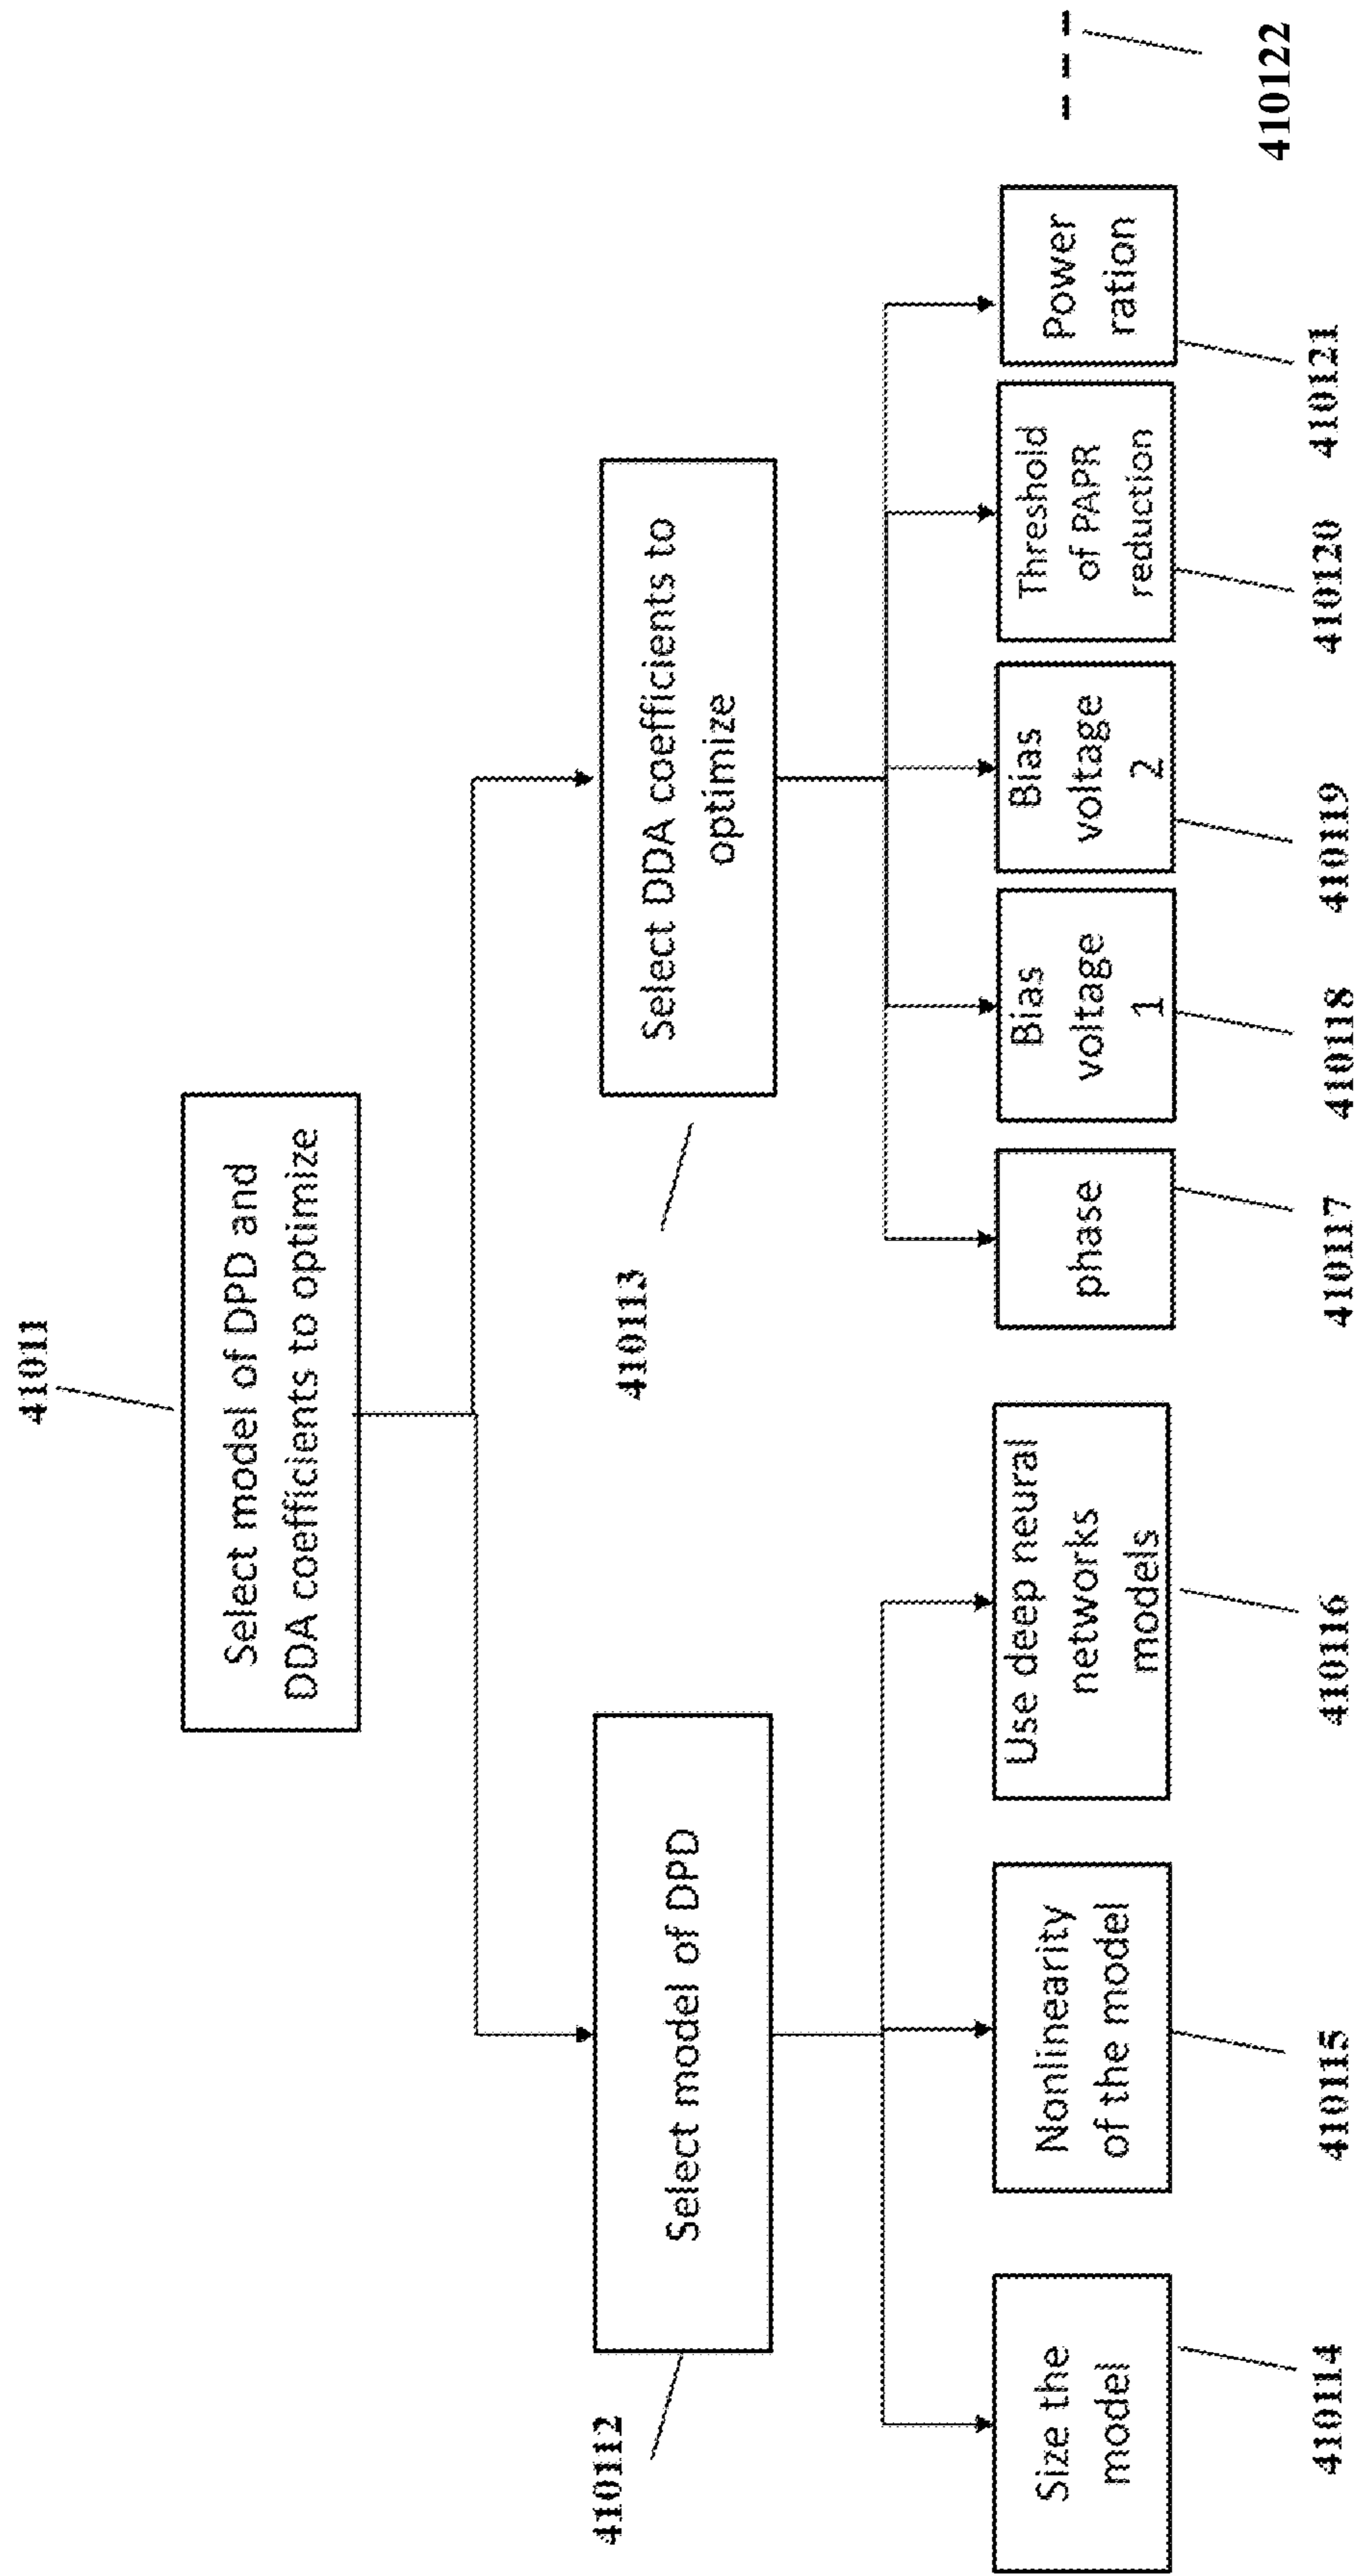 41011
Select model of DPD and
DDA coefficients to optimize
410112
Select model of DPD
410113
Select DDA coefficients to
optimize
Size the
model
410114
Nonlinearity
of the model
410115
Use deep neural
networks
models
410116
phase
410117
Bias
voltage
1
410118
Bias
voltage
2
410119
Threshold
of PAPR
reduction
410120
Power
ration
410121
410122